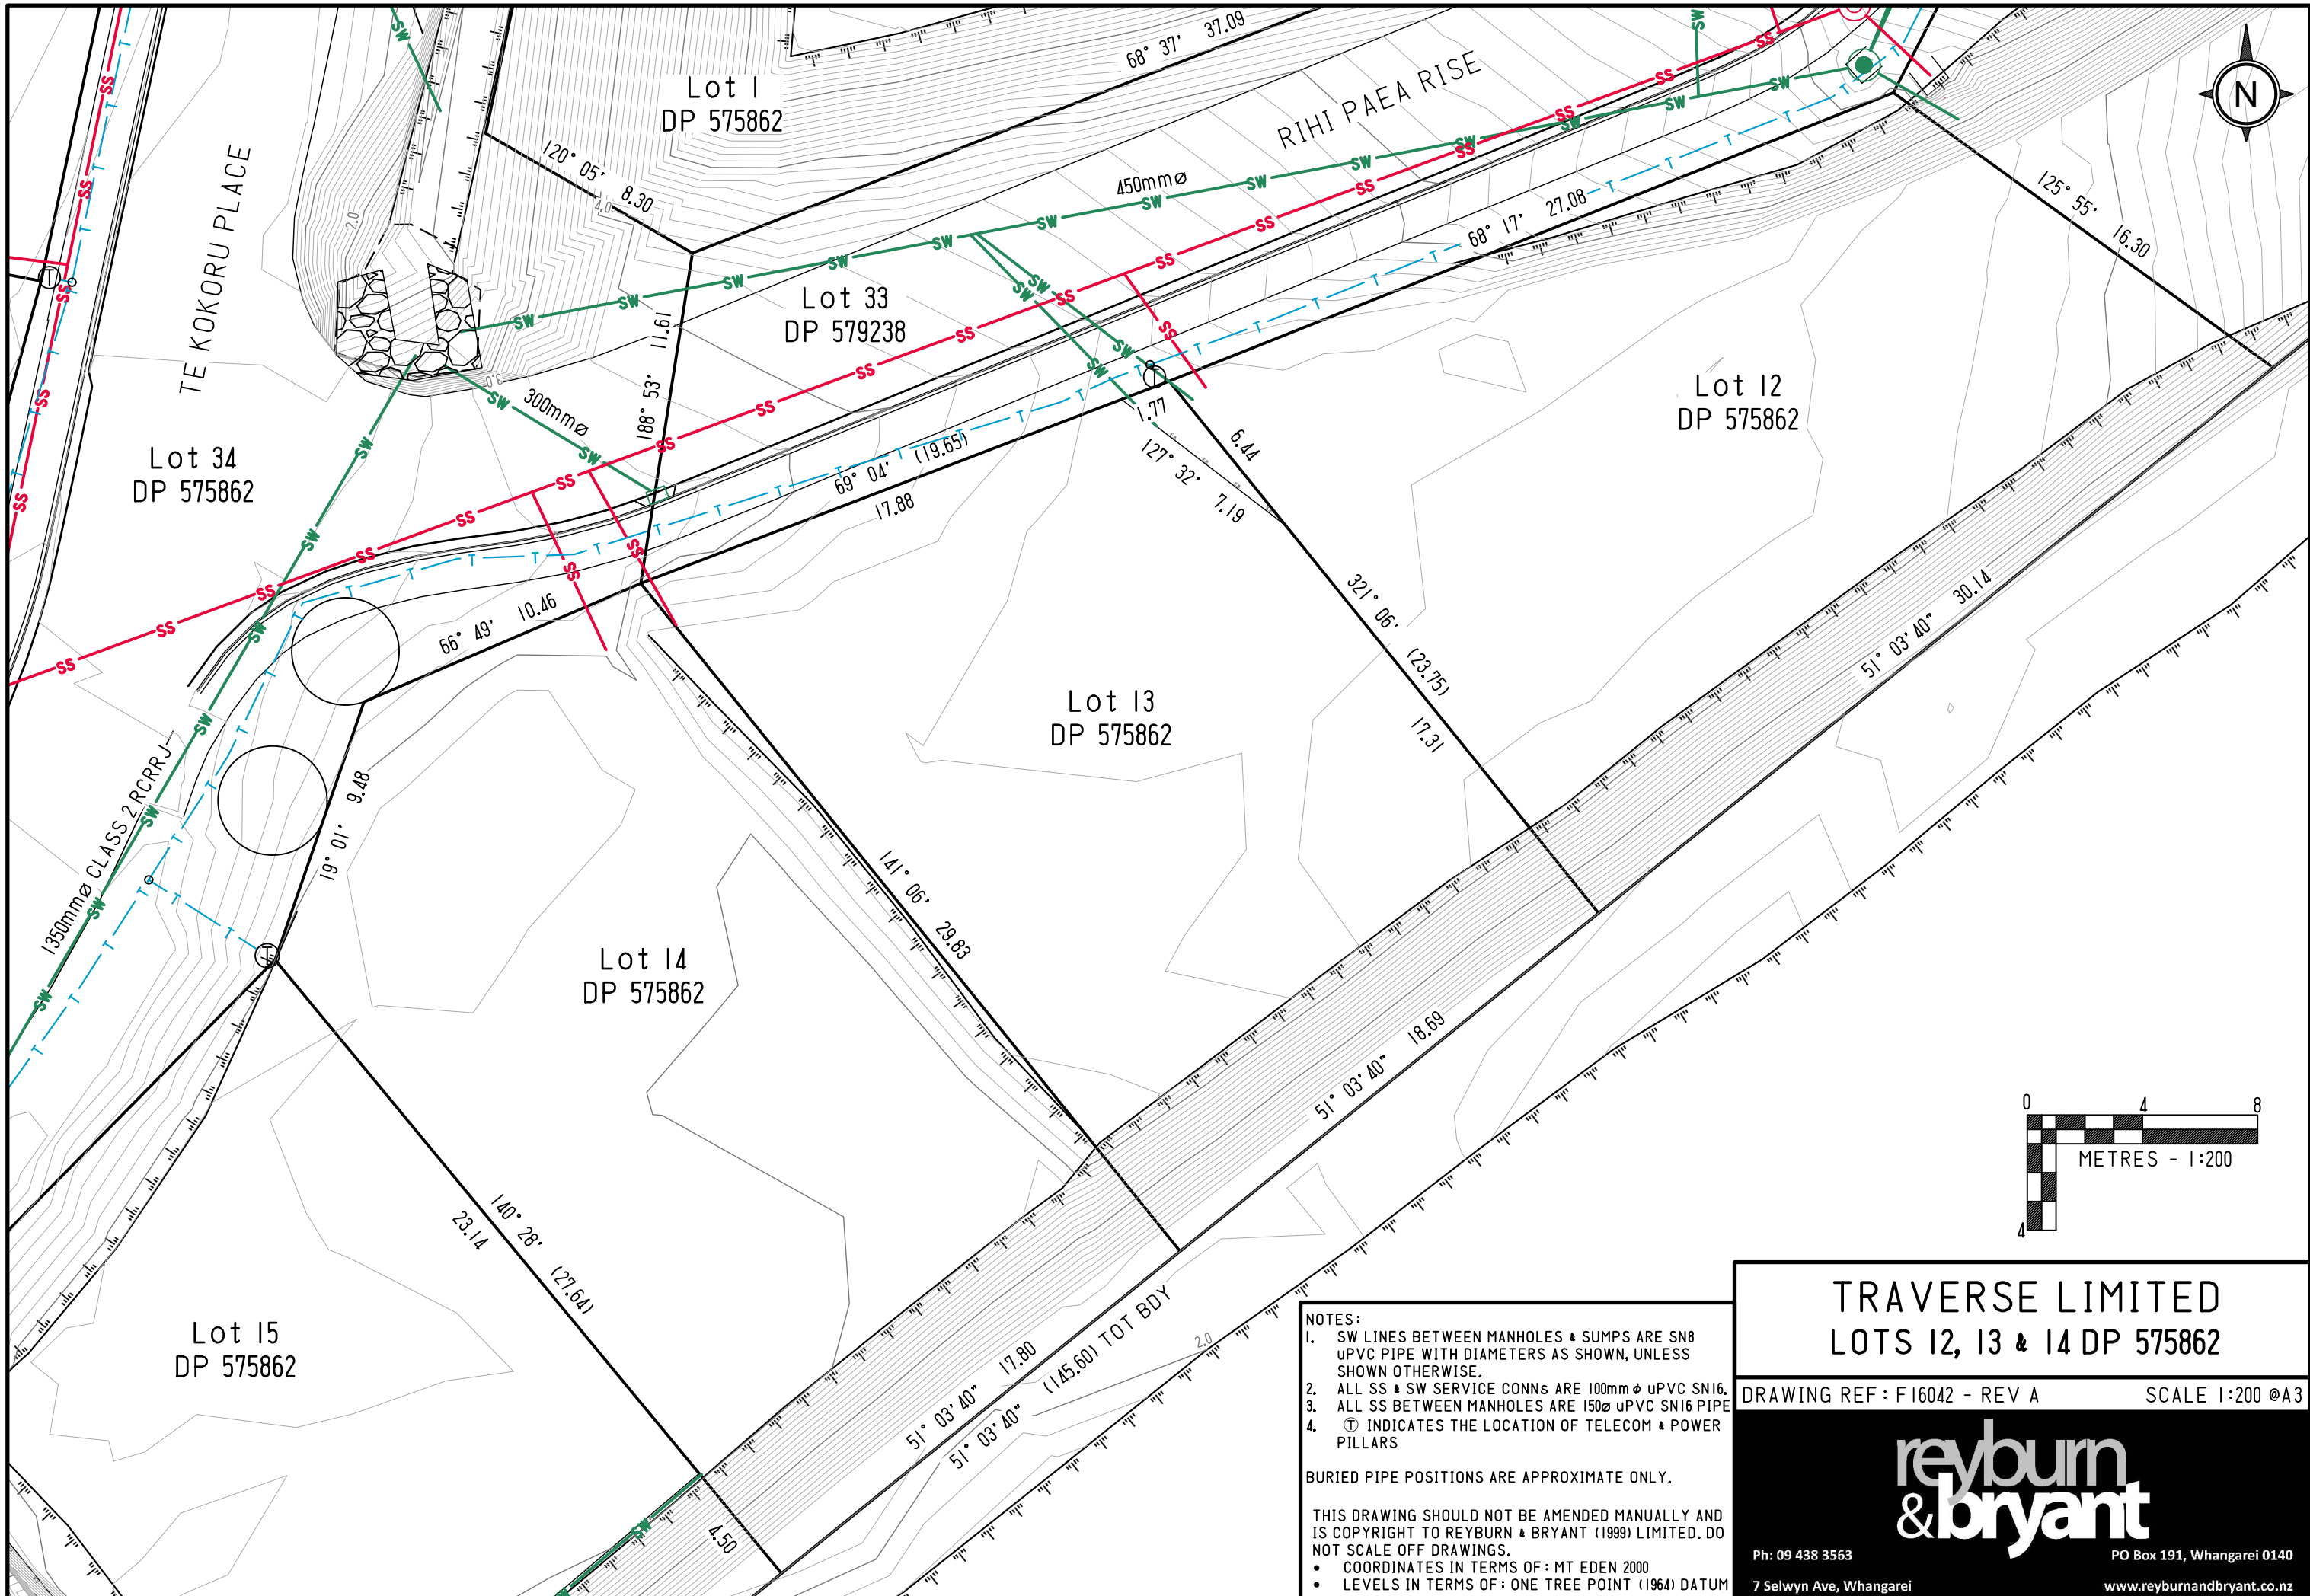 Lot 1
DP 575862
68° 37' 37.09
RIHI PAEA RISE
N
TE KOKORU PLACE
2.0
120° 05' 8.30
4.0
450mmø
125° 55'
16.30
68° 17' 27.08
Lot 33
DP 579238
188° 53' 11.61
3.0
300mmø
Lot 12
DP 575862
Lot 34
DP 575862
1.77
6.44
127° 32' 7.19
69° 04' (19.65)
17.88
66° 49' 10.46
321° 06' (23.75)
17.31
51° 03' 40" 30.14
Lot 13
DP 575862
1350mmø CLASS 2 RCRRJ
19° 01' 9.48
141° 06' 29.83
Lot 14
DP 575862
51° 03' 40" 18.69
140° 28' (27.64)
23.14
Lot 15
DP 575862
51° 03' 40" 17.80
51° 03' 40" (145.60) TOT BDY
2.0
4.50
SW
SS
T
0 4 8
METRES - 1:200
4
NOTES:
1. SW LINES BETWEEN MANHOLES & SUMPS ARE SN8
uPVC PIPE WITH DIAMETERS AS SHOWN, UNLESS
SHOWN OTHERWISE.
2. ALL SS & SW SERVICE CONNs ARE 100mm ø uPVC SN16.
3. ALL SS BETWEEN MANHOLES ARE 150ø uPVC SN16 PIPE
4. Ⓣ INDICATES THE LOCATION OF TELECOM & POWER
PILLARS
BURIED PIPE POSITIONS ARE APPROXIMATE ONLY.
THIS DRAWING SHOULD NOT BE AMENDED MANUALLY AND
IS COPYRIGHT TO REYBURN & BRYANT (1999) LIMITED. DO
NOT SCALE OFF DRAWINGS.
• COORDINATES IN TERMS OF: MT EDEN 2000
• LEVELS IN TERMS OF: ONE TREE POINT (1964) DATUM
TRAVERSE LIMITED
LOTS 12, 13 & 14 DP 575862
DRAWING REF: F16042 - REV A SCALE 1:200 @A3
reyburn
&bryant
Ph: 09 438 3563 PO Box 191, Whangarei 0140
7 Selwyn Ave, Whangarei www.reyburnandbryant.co.nz